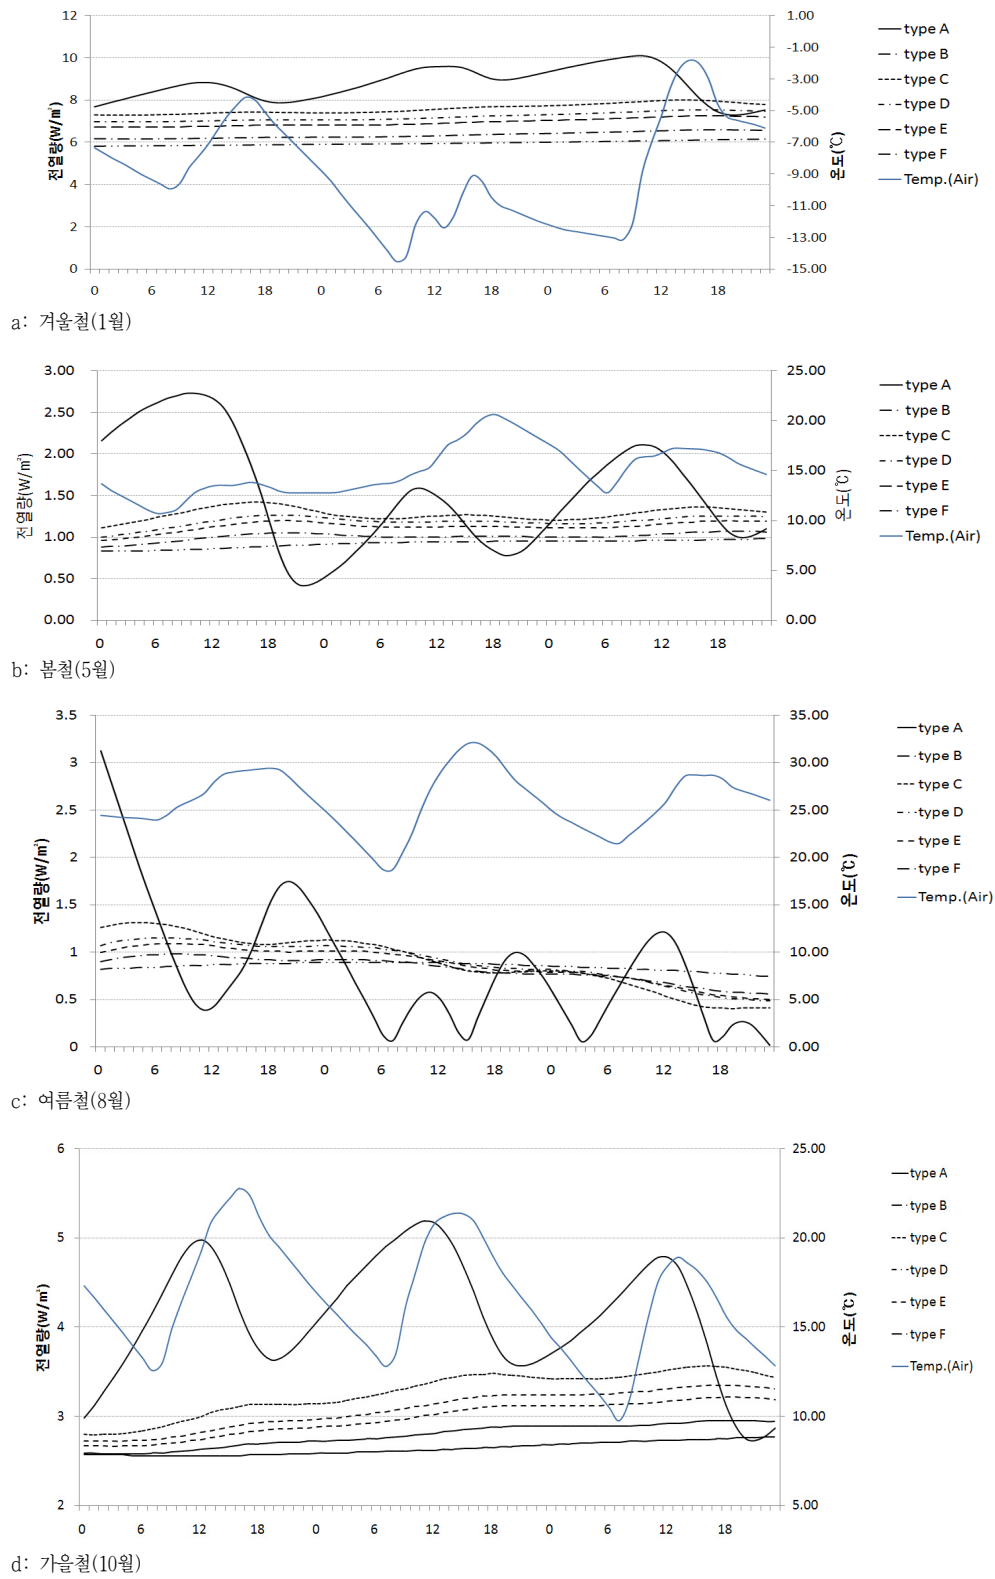 12
10
8
6
4
2
0
전열량(W/㎡)
1.00
-1.00
-3.00
-5.00
-7.00
-9.00
-11.00
-13.00
-15.00
온도(℃)
0 6 12 18 0 6 12 18 0 6 12 18
type A
type B
type C
type D
type E
type F
Temp.(Air)
a: 겨울철(1월)
3.00
2.50
2.00
1.50
1.00
0.50
0.00
전열량(W/㎡)
25.00
20.00
15.00
10.00
5.00
0.00
온도(℃)
0 6 12 18 0 6 12 18 0 6 12 18
type A
type B
type C
type D
type E
type F
Temp.(Air)
b: 봄철(5월)
3.5
3
2.5
2
1.5
1
0.5
0
전열량(W/㎡)
35.00
30.00
25.00
20.00
15.00
10.00
5.00
0.00
온도(℃)
0 6 12 18 0 6 12 18 0 6 12 18
type A
type B
type C
type D
type E
type F
Temp.(Air)
c: 여름철(8월)
6
5
4
3
2
전열량(W/㎡)
25.00
20.00
15.00
10.00
5.00
온도(℃)
0 6 12 18 0 6 12 18 0 6 12 18
type A
type B
type C
type D
type E
type F
Temp.(Air)
d: 가을철(10월)